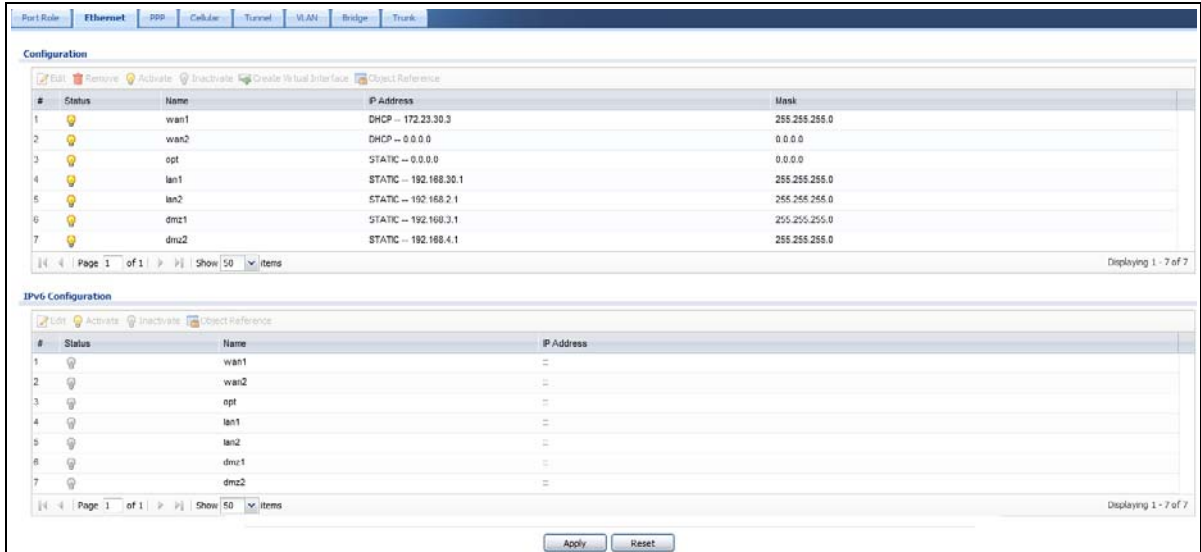 Port Role Ethernet PPP Cellular Tunnel VLAN Bridge Trunk
Configuration
Edit Remove Activate Inactivate Create Virtual Interface Object Reference
# Status Name IP Address Mask
1 wan1 DHCP -- 172.23.30.3 255.255.255.0
2 wan2 DHCP -- 0.0.0.0 0.0.0.0
3 opt STATIC -- 0.0.0.0 0.0.0.0
4 lan1 STATIC -- 192.168.30.1 255.255.255.0
5 lan2 STATIC -- 192.168.2.1 255.255.255.0
6 dmz1 STATIC -- 192.168.3.1 255.255.255.0
7 dmz2 STATIC -- 192.168.4.1 255.255.255.0
Page 1 of 1 Show 50 items Displaying 1 - 7 of 7
IPv6 Configuration
Edit Activate Inactivate Object Reference
# Status Name IP Address
1 wan1 ::
2 wan2 ::
3 opt ::
4 lan1 ::
5 lan2 ::
6 dmz1 ::
7 dmz2 ::
Page 1 of 1 Show 50 items Displaying 1 - 7 of 7
Apply Reset